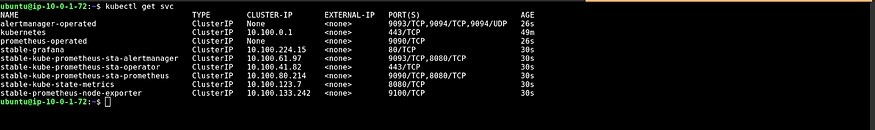 ubuntu@ip-10-0-1-72:~$ kubectl get svc
NAME TYPE CLUSTER-IP EXTERNAL-IP PORT(S) AGE
alertmanager-operated ClusterIP None <none> 9093/TCP,9094/TCP,9094/UDP 26s
kubernetes ClusterIP 10.100.0.1 <none> 443/TCP 49m
prometheus-operated ClusterIP None <none> 9090/TCP 26s
stable-grafana ClusterIP 10.100.224.15 <none> 80/TCP 30s
stable-kube-prometheus-sta-alertmanager ClusterIP 10.100.61.97 <none> 9093/TCP,8080/TCP 30s
stable-kube-prometheus-sta-operator ClusterIP 10.100.41.82 <none> 443/TCP 30s
stable-kube-prometheus-sta-prometheus ClusterIP 10.100.80.214 <none> 9090/TCP,8080/TCP 30s
stable-kube-state-metrics ClusterIP 10.100.123.7 <none> 8080/TCP 30s
stable-prometheus-node-exporter ClusterIP 10.100.133.242 <none> 9100/TCP 30s
ubuntu@ip-10-0-1-72:~$